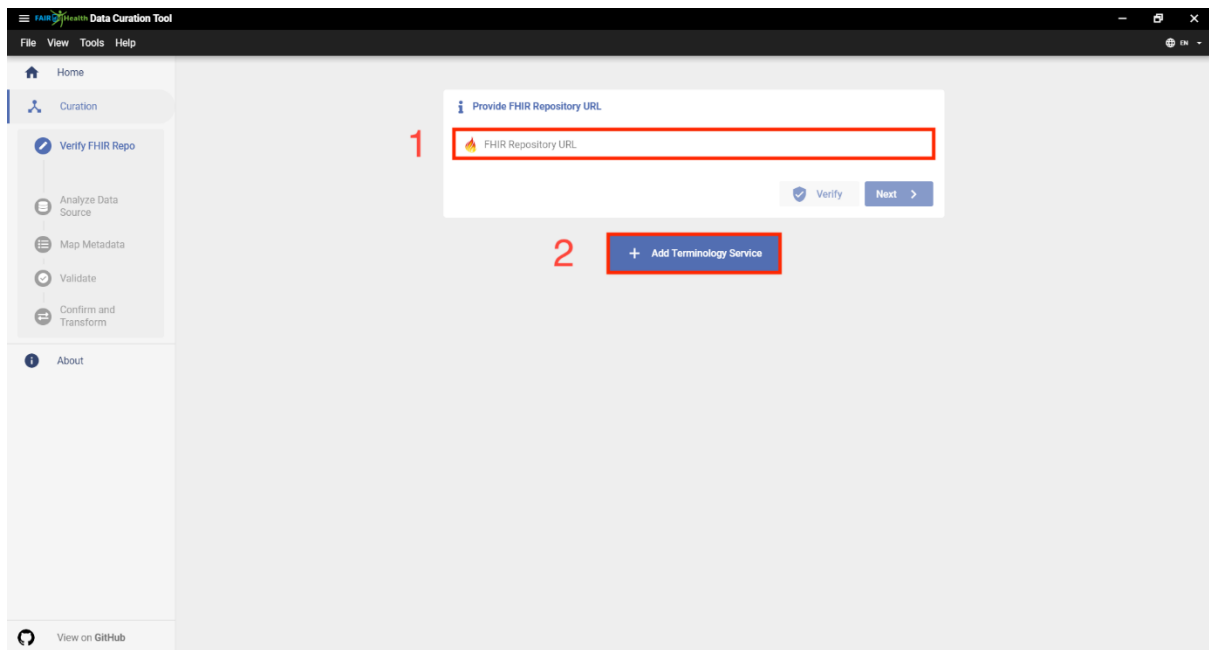 FAIR4Health Data Curation Tool
File View Tools Help
EN
Home
Curation
Verify FHIR Repo
Analyze Data
Source
Map Metadata
Validate
Confirm and
Transform
About
View on GitHub
Provide FHIR Repository URL
1
FHIR Repository URL
Verify
Next
2
+ Add Terminology Service